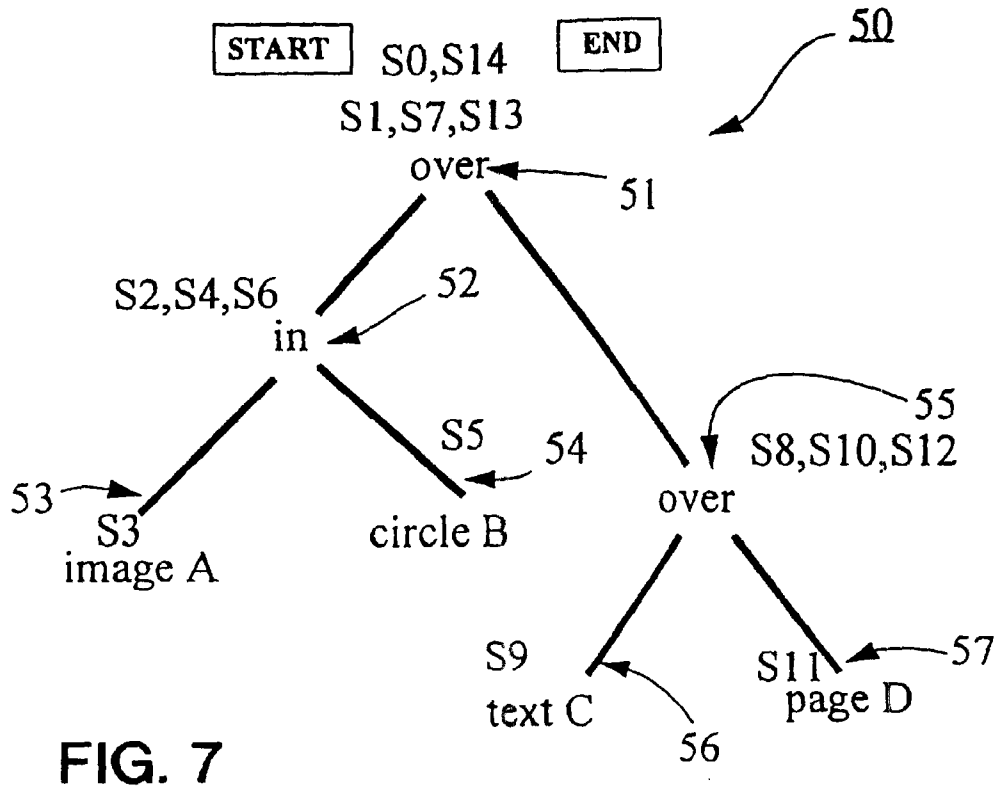 50
START S0,S14 END
S1,S7,S13
over
51
S2,S4,S6
52
in
55
S5
54
S8,S10,S12
53
over
S3
circle B
image A
S9
S11
57
text C
page D
56
FIG. 7